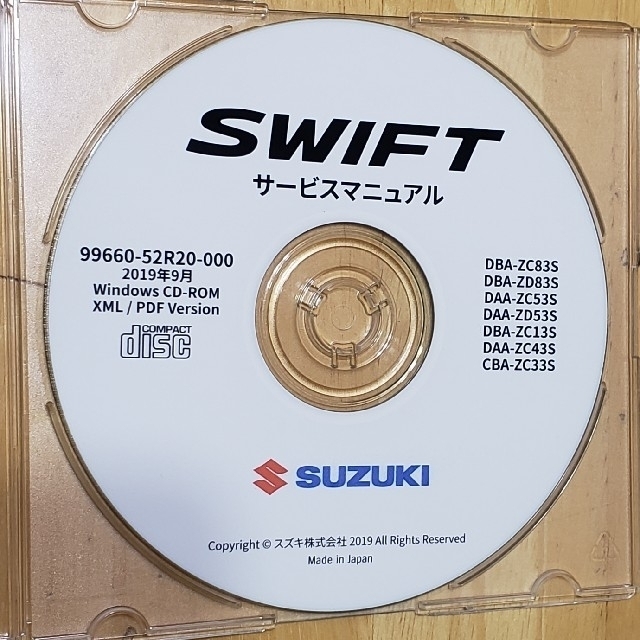 SWIFT
サービスマニュアル
99660-52R20-000
2019年9月
Windows CD-ROM
XML / PDF Version
COMPACT
disc
DBA-ZC83S
DBA-ZD83S
DAA-ZC53S
DAA-ZD53S
DBA-ZC13S
DAA-ZC43S
CBA-ZC33S
SUZUKI
Copyright © スズキ株式会社 2019 All Rights Reserved
Made in Japan